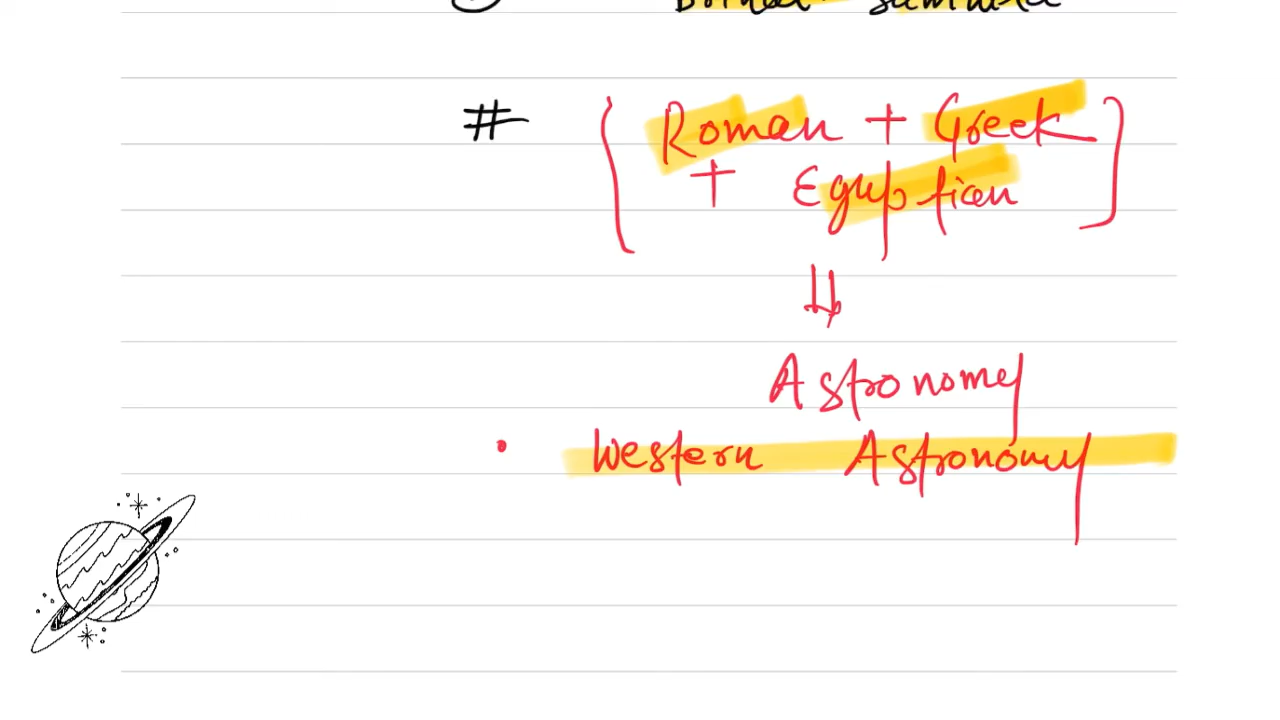 # { Roman + Greek
+ Egyptian }
⇓
Astronomy
• Western Astronomy